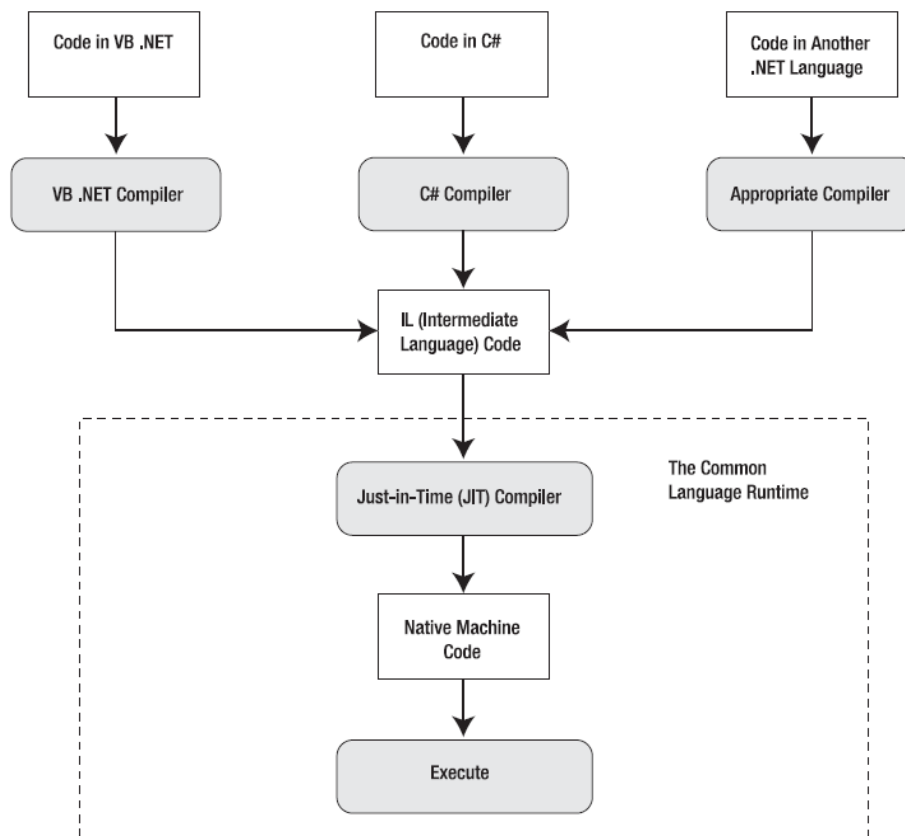 Code in VB .NET
Code in C#
Code in Another
.NET Language
VB .NET Compiler
C# Compiler
Appropriate Compiler
IL (Intermediate
Language) Code
The Common
Language Runtime
Just-in-Time (JIT) Compiler
Native Machine
Code
Execute